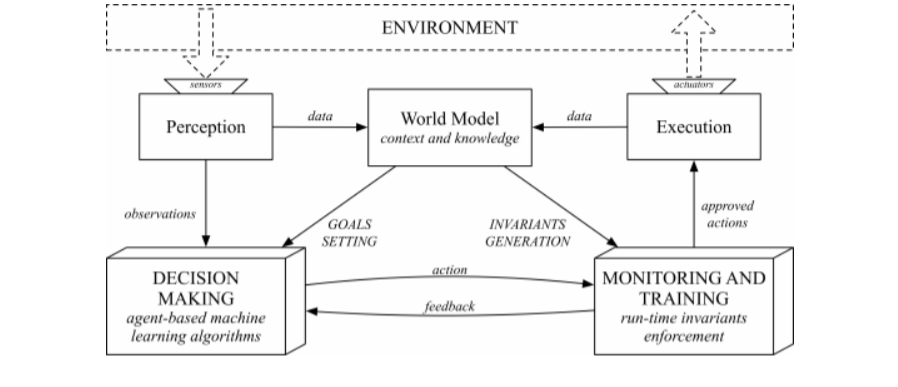 ENVIRONMENT
sensors
actuators
Perception
data
World Model
context and knowledge
data
Execution
observations
GOALS
SETTING
INVARIANTS
GENERATION
approved
actions
DECISION
MAKING
agent-based machine
learning algorithms
action
feedback
MONITORING AND
TRAINING
run-time invariants
enforcement